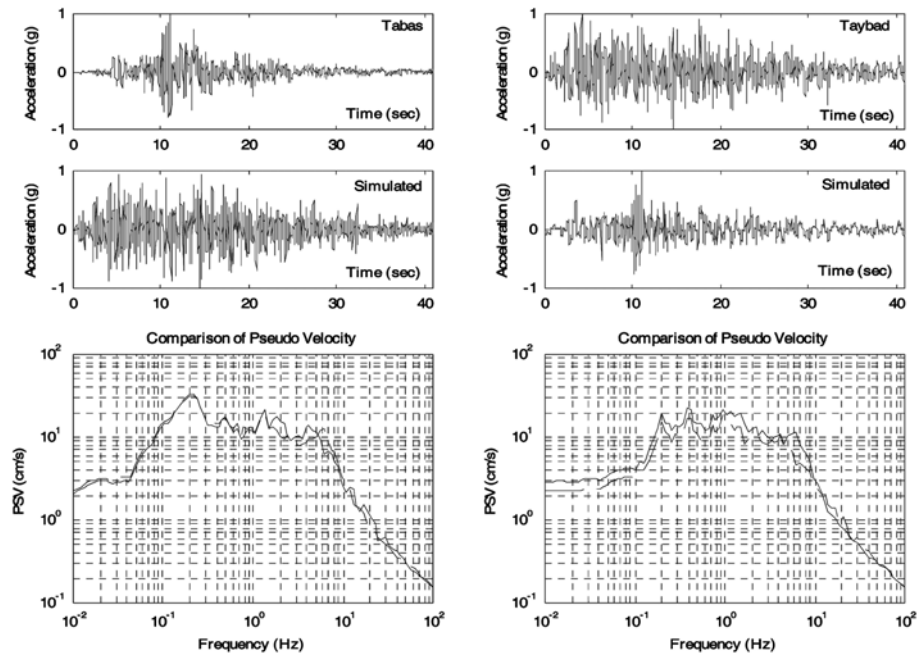 Tabas
Acceleration (g)
1
0
-1
Time (sec)
0 10 20 30 40
Simulated
Acceleration (g)
1
0
-1
Time (sec)
0 10 20 30 40
Comparison of Pseudo Velocity
PSV (cm/s)
10^2
10^1
10^0
10^-1
10^-2 10^-1 10^0 10^1 10^2
Frequency (Hz)
Taybad
Acceleration (g)
1
0
-1
Time (sec)
0 10 20 30 40
Simulated
Acceleration (g)
1
0
-1
Time (sec)
0 10 20 30 40
Comparison of Pseudo Velocity
PSV (cm/s)
10^2
10^1
10^0
10^-1
10^-2 10^-1 10^0 10^1 10^2
Frequency (Hz)